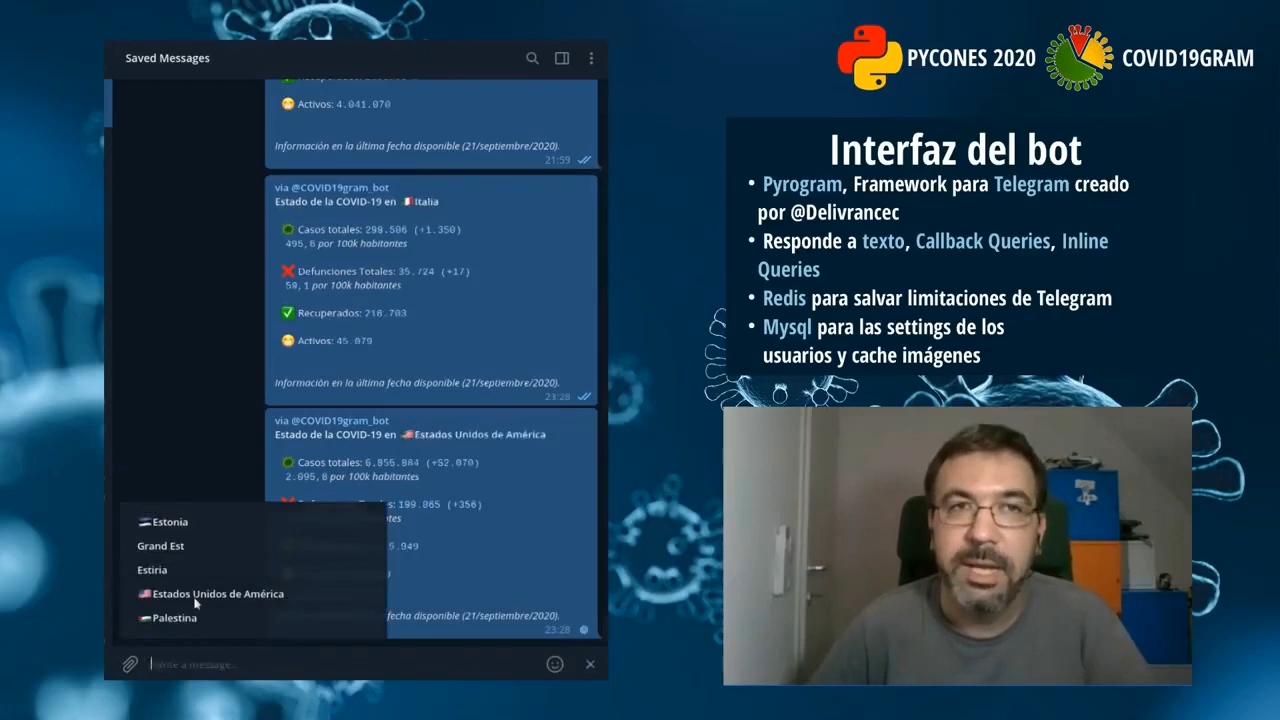 Saved Messages
Activos: 4.041.070
Información en la última fecha disponible (21/septiembre/2020).
21:59
via @COVID19gram_bot
Estado de la COVID-19 en Italia
Casos totales: 299.506 (+1.350)
495,6 por 100k habitantes
Defunciones Totales: 35.724 (+17)
59,1 por 100k habitantes
Recuperados: 218.703
Activos: 45.079
Información en la última fecha disponible (21/septiembre/2020).
23:28
via @COVID19gram_bot
Estado de la COVID-19 en Estados Unidos de América
Casos totales: 6.855.884 (+52.070)
2.095,8 por 100k habitantes
199.865 (+356)
5.949
fecha disponible (21/septiembre/2020).
23:28
Estonia
Grand Est
Estiria
Estados Unidos de América
Palestina
Write a message...
PYCONES 2020
COVID19GRAM
Interfaz del bot
• Pyrogram, Framework para Telegram creado
por @Delivrancec
• Responde a texto, Callback Queries, Inline
Queries
• Redis para salvar limitaciones de Telegram
• Mysql para las settings de los
usuarios y cache imágenes